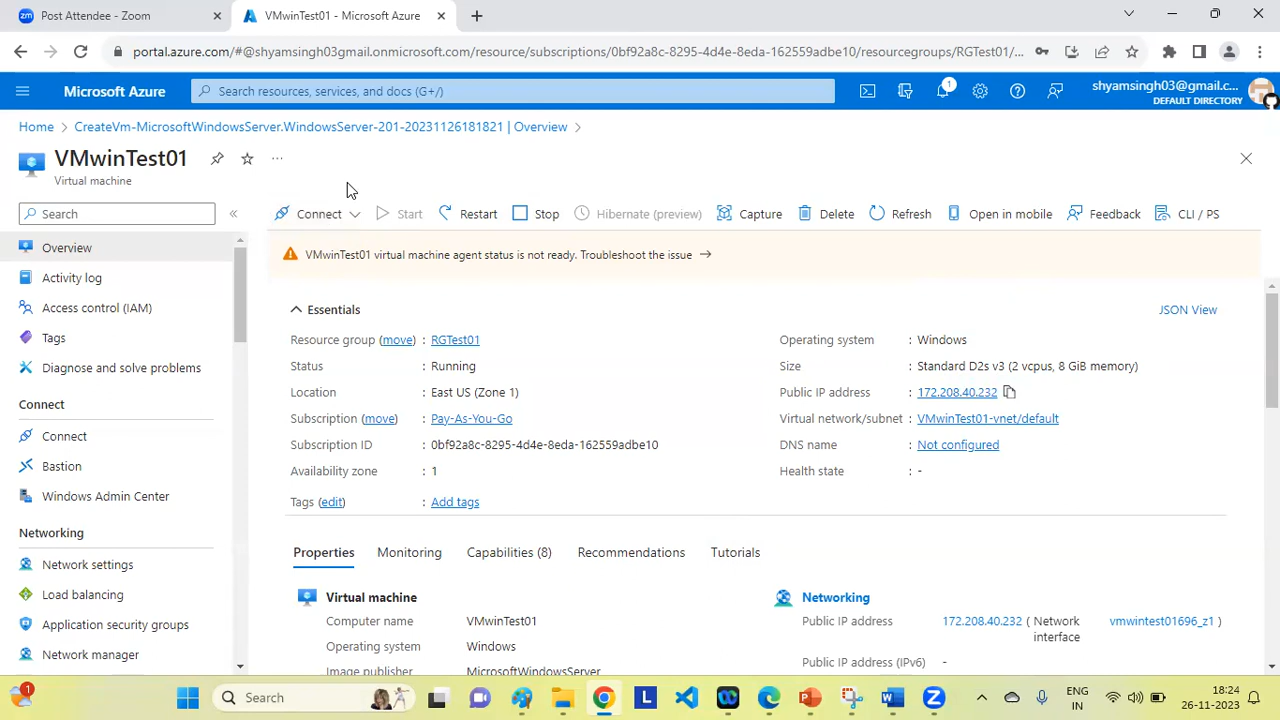 zm Post Attendee - Zoom
VMwinTest01 - Microsoft Azure
portal.azure.com/#@shyamsingh03gmail.onmicrosoft.com/resource/subscriptions/0bf92a8c-8295-4d4e-8eda-162559adbe10/resourcegroups/RGTest01/...
Microsoft Azure
Search resources, services, and docs (G+/)
1
shyamsingh03@gmail.c...
DEFAULT DIRECTORY
Home > CreateVm-MicrosoftWindowsServer.WindowsServer-201-20231126181821 | Overview >
VMwinTest01
Virtual machine
Search
Connect Start Restart Stop Hibernate (preview) Capture Delete Refresh Open in mobile Feedback CLI / PS
Overview
Activity log
Access control (IAM)
Tags
Diagnose and solve problems
Connect
Connect
Bastion
Windows Admin Center
Networking
Network settings
Load balancing
Application security groups
Network manager
VMwinTest01 virtual machine agent status is not ready. Troubleshoot the issue →
Essentials
JSON View
Resource group (move) : RGTest01
Status : Running
Location : East US (Zone 1)
Subscription (move) : Pay-As-You-Go
Subscription ID : 0bf92a8c-8295-4d4e-8eda-162559adbe10
Availability zone : 1
Tags (edit) : Add tags
Operating system : Windows
Size : Standard D2s v3 (2 vcpus, 8 GiB memory)
Public IP address : 172.208.40.232
Virtual network/subnet : VMwinTest01-vnet/default
DNS name : Not configured
Health state : -
Properties Monitoring Capabilities (8) Recommendations Tutorials
Virtual machine
Computer name VMwinTest01
Operating system Windows
Image publisher MicrosoftWindowsServer
Networking
Public IP address 172.208.40.232 ( Network interface vmwintest01696_z1 )
Public IP address (IPv6) -
1
Search
L
ENG
IN
18:24
26-11-2023